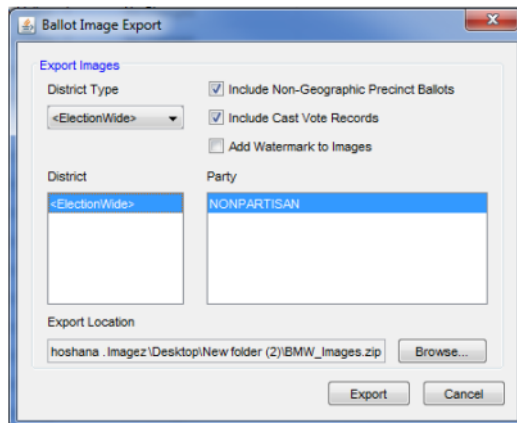 Ballot Image Export
Export Images
District Type
<ElectionWide>
Include Non-Geographic Precinct Ballots
Include Cast Vote Records
Add Watermark to Images
District
Party
<ElectionWide>
NONPARTISAN
Export Location
hoshana . Imagez\Desktop\New folder (2)\BMW_Images.zip
Browse...
Export
Cancel